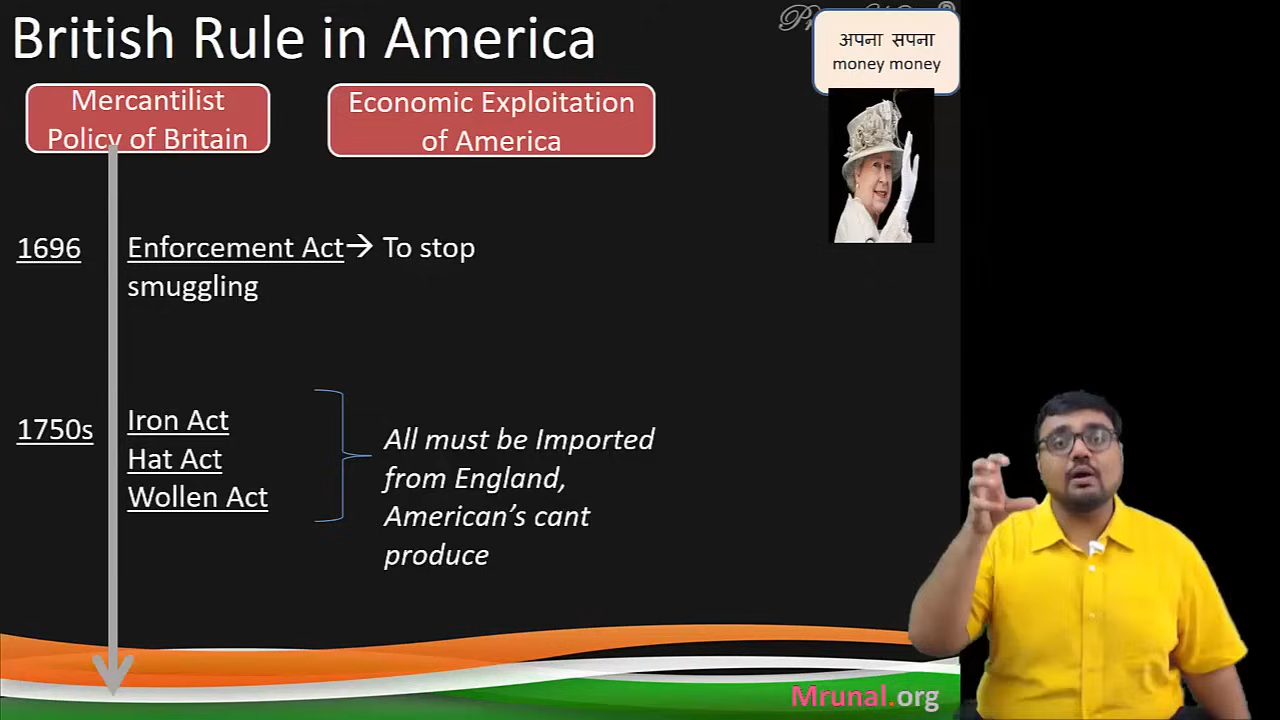 British Rule in America
अपना सपना
money money
Mercantilist
Policy of Britain
Economic Exploitation
of America
1696
Enforcement Act→ To stop
smuggling
1750s
Iron Act
Hat Act
Wollen Act
All must be Imported
from England,
American’s cant
produce
Mrunal.org